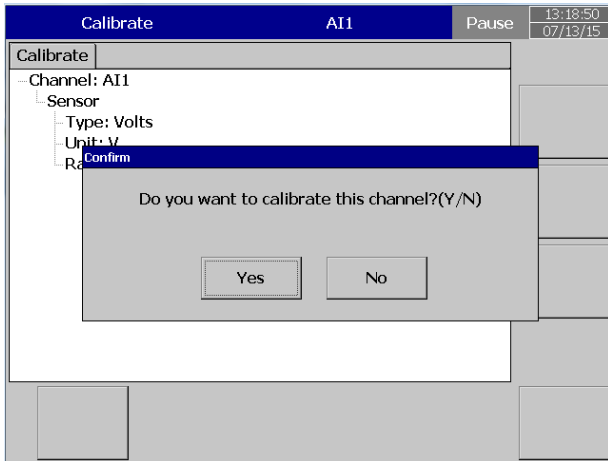 Calibrate AI1 Pause 13:18:50
07/13/15
Calibrate
Channel: AI1
Sensor
Type: Volts
Unit: V
Confirm
Do you want to calibrate this channel?(Y/N)
Yes No